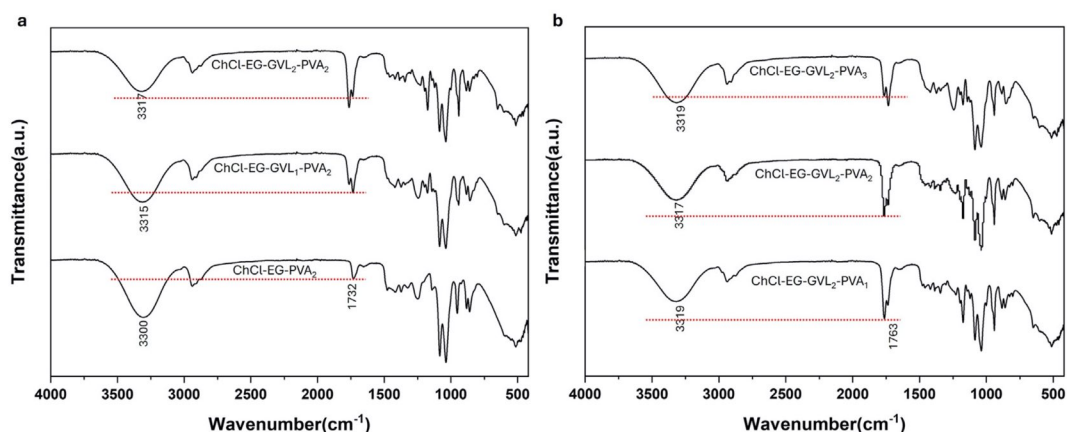 a
Transmittance(a.u.)
ChCl-EG-GVL₂-PVA₂
3317
ChCl-EG-GVL₁-PVA₂
3315
ChCl-EG-PVA₂
3300
1732
4000 3500 3000 2500 2000 1500 1000 500
Wavenumber(cm⁻¹)
b
Transmittance(a.u.)
ChCl-EG-GVL₂-PVA₃
3319
ChCl-EG-GVL₂-PVA₂
3317
ChCl-EG-GVL₂-PVA₁
3319
1763
4000 3500 3000 2500 2000 1500 1000 500
Wavenumber(cm⁻¹)